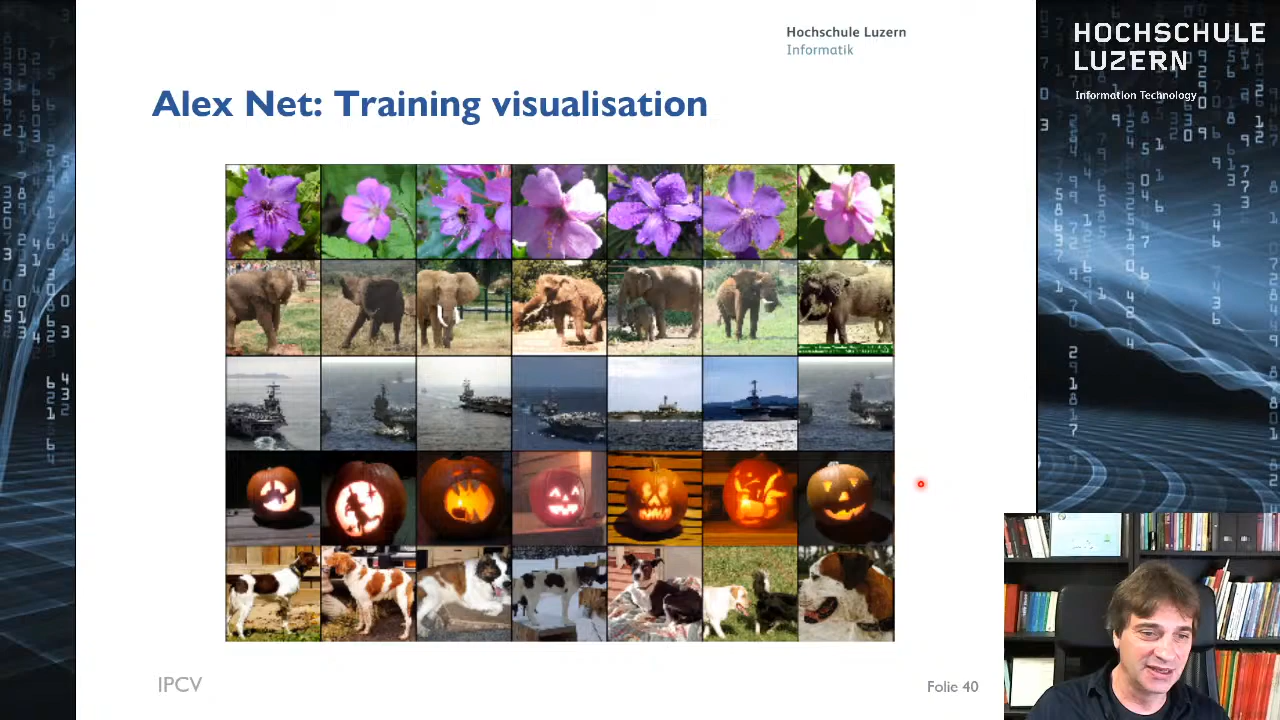 Hochschule Luzern
Informatik
HOCHSCHULE
LUZERN
Information Technology
Alex Net: Training visualisation
IPCV
Folie 40